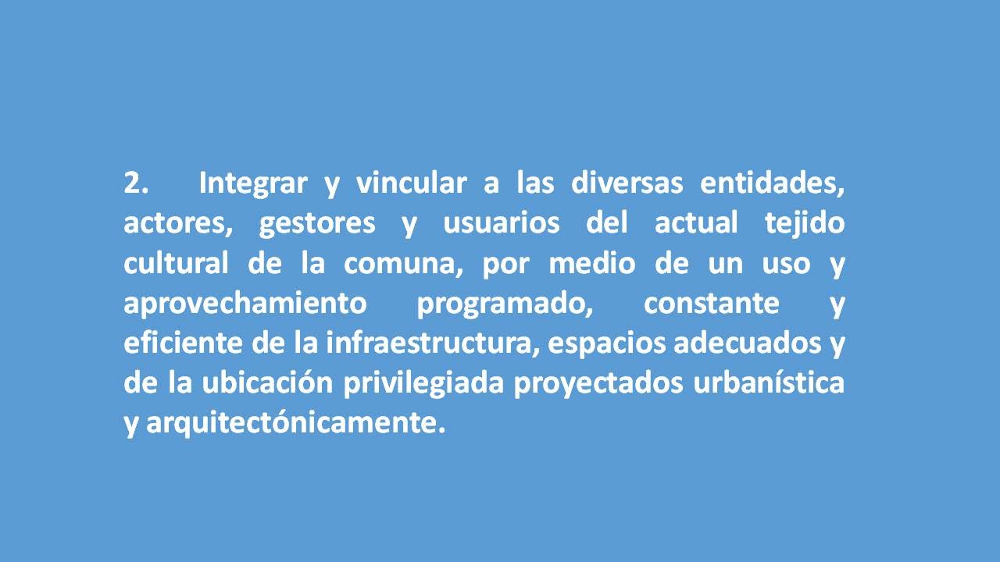 2. Integrar y vincular a las diversas entidades,
actores, gestores y usuarios del actual tejido
cultural de la comuna, por medio de un uso y
aprovechamiento programado, constante y
eficiente de la infraestructura, espacios adecuados y
de la ubicación privilegiada proyectados urbanística
y arquitectónicamente.